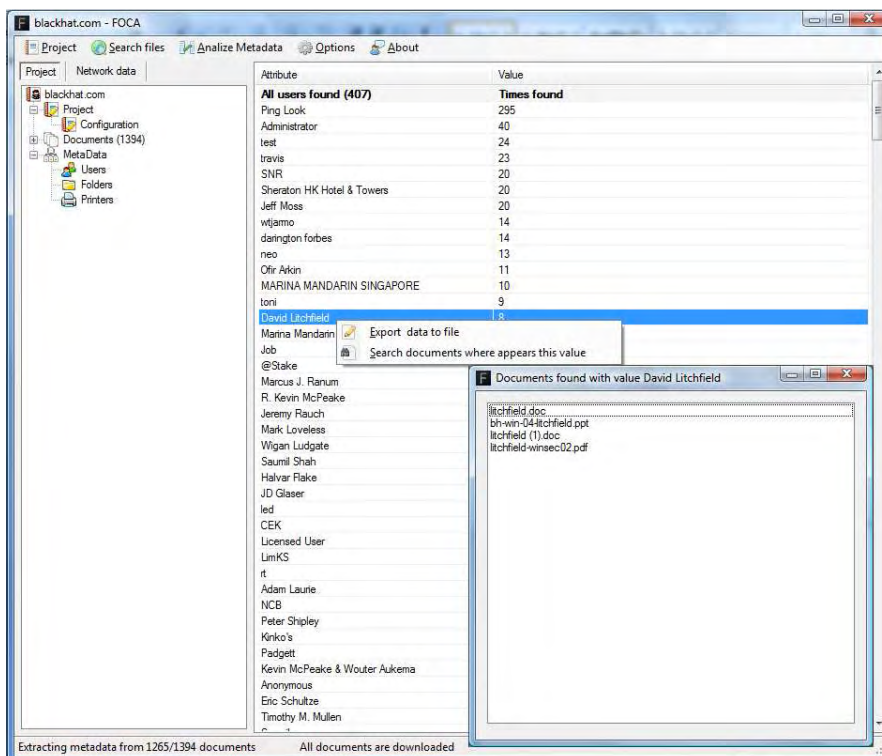 blackhat.com - FOCA
Project Search files Analize Metadata Options About
Project Network data
blackhat.com
Project
Configuration
Documents (1394)
MetaData
Users
Folders
Printers
Attribute Value
All users found (407) Times found
Ping Look 295
Administrator 40
test 24
travis 23
SNR 20
Sheraton HK Hotel & Towers 20
Jeff Moss 20
wtjarmo 14
darington forbes 14
neo 13
Ofir Arkin 11
MARINA MANDARIN SINGAPORE 10
toni 9
David Litchfield 8
Marina Mandarin
Job
@Stake
Marcus J. Ranum
R. Kevin McPeake
Jeremy Rauch
Mark Loveless
Wigan Ludgate
Saumil Shah
Halvar Flake
JD Glaser
led
CEK
Licensed User
LimKS
rt
Adam Laurie
NCB
Peter Shipley
Kinko's
Padgett
Kevin McPeake & Wouter Aukema
Anonymous
Eric Schultze
Timothy M. Mullen
Export data to file
Search documents where appears this value
Documents found with value David Litchfield
litchfield.doc
bh-win-04-litchfield.ppt
litchfield (1).doc
litchfield-winsec02.pdf
Extracting metadata from 1265/1394 documents All documents are downloaded